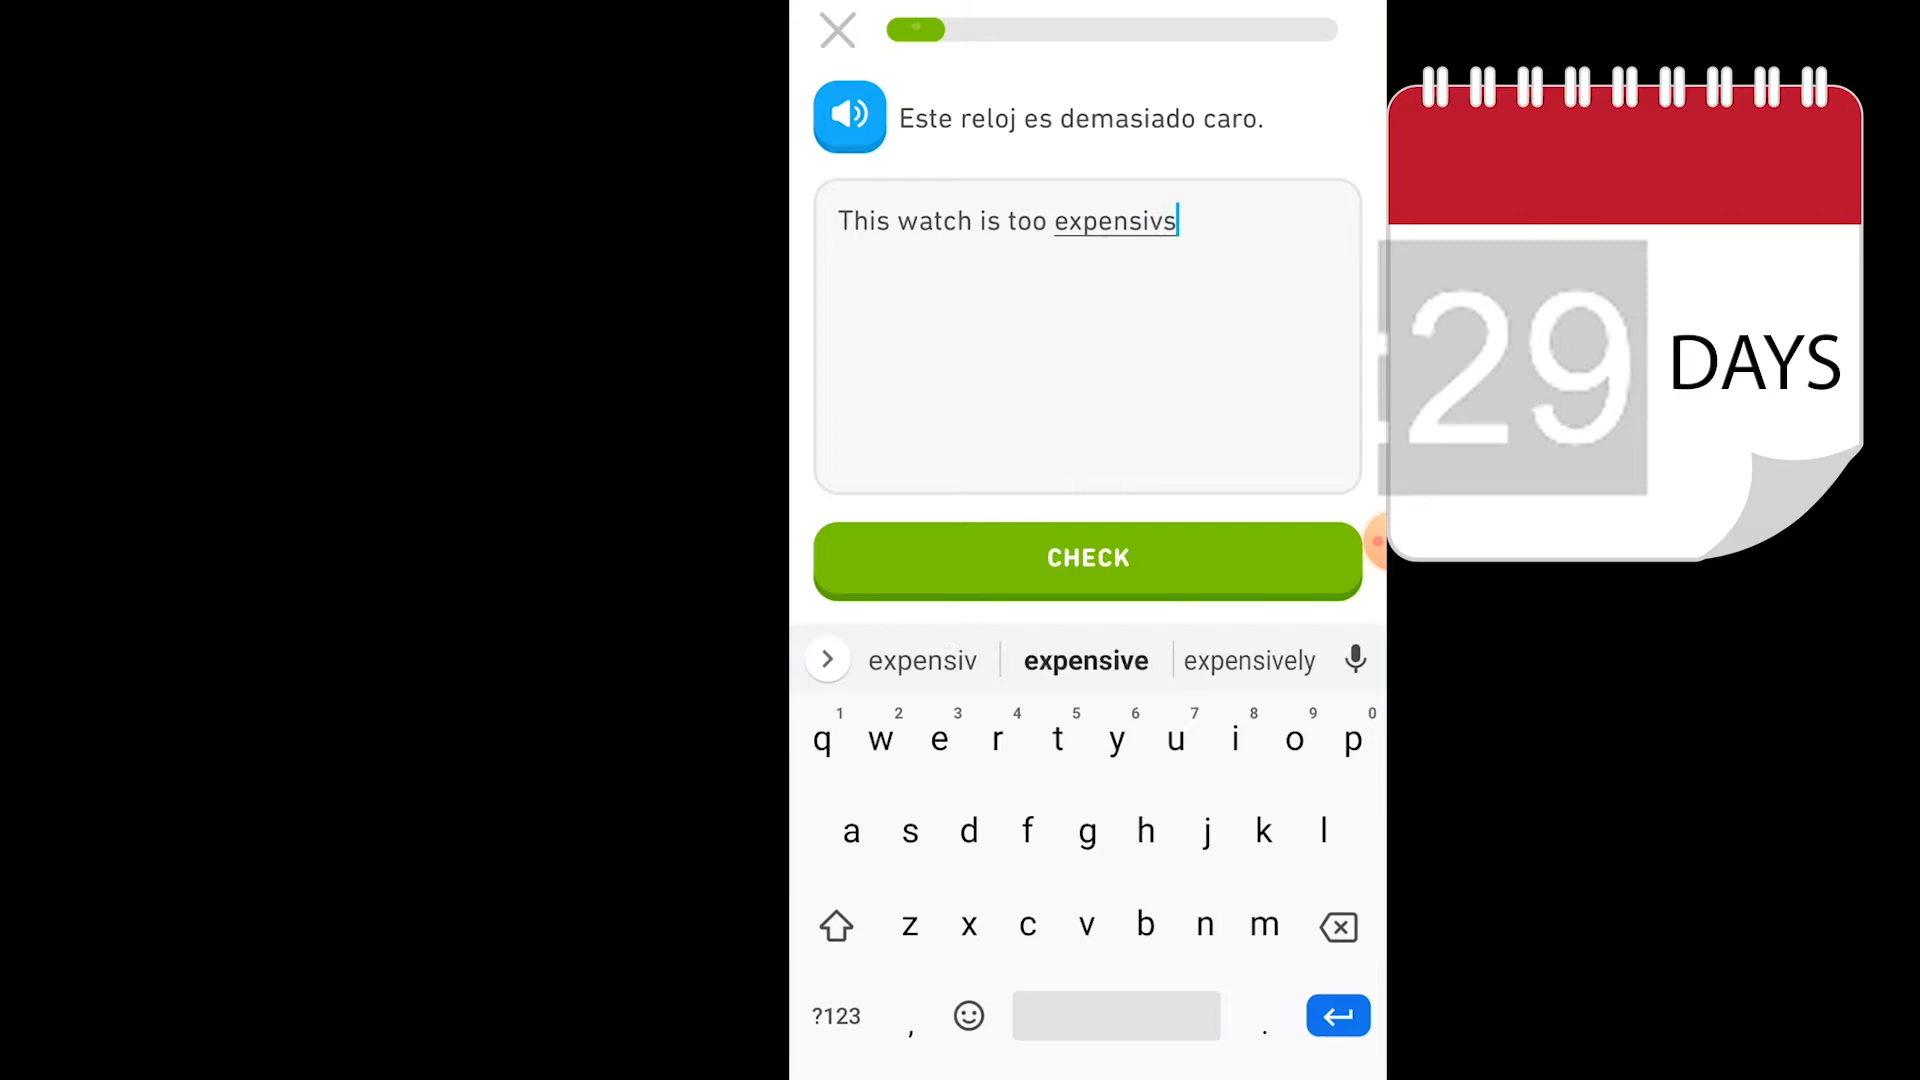 Este reloj es demasiado caro.
This watch is too expensivs
CHECK
expensiv expensive expensively
1 2 3 4 5 6 7 8 9 0
q w e r t y u i o p
a s d f g h j k l
z x c v b n m
?123 , .
:29 DAYS